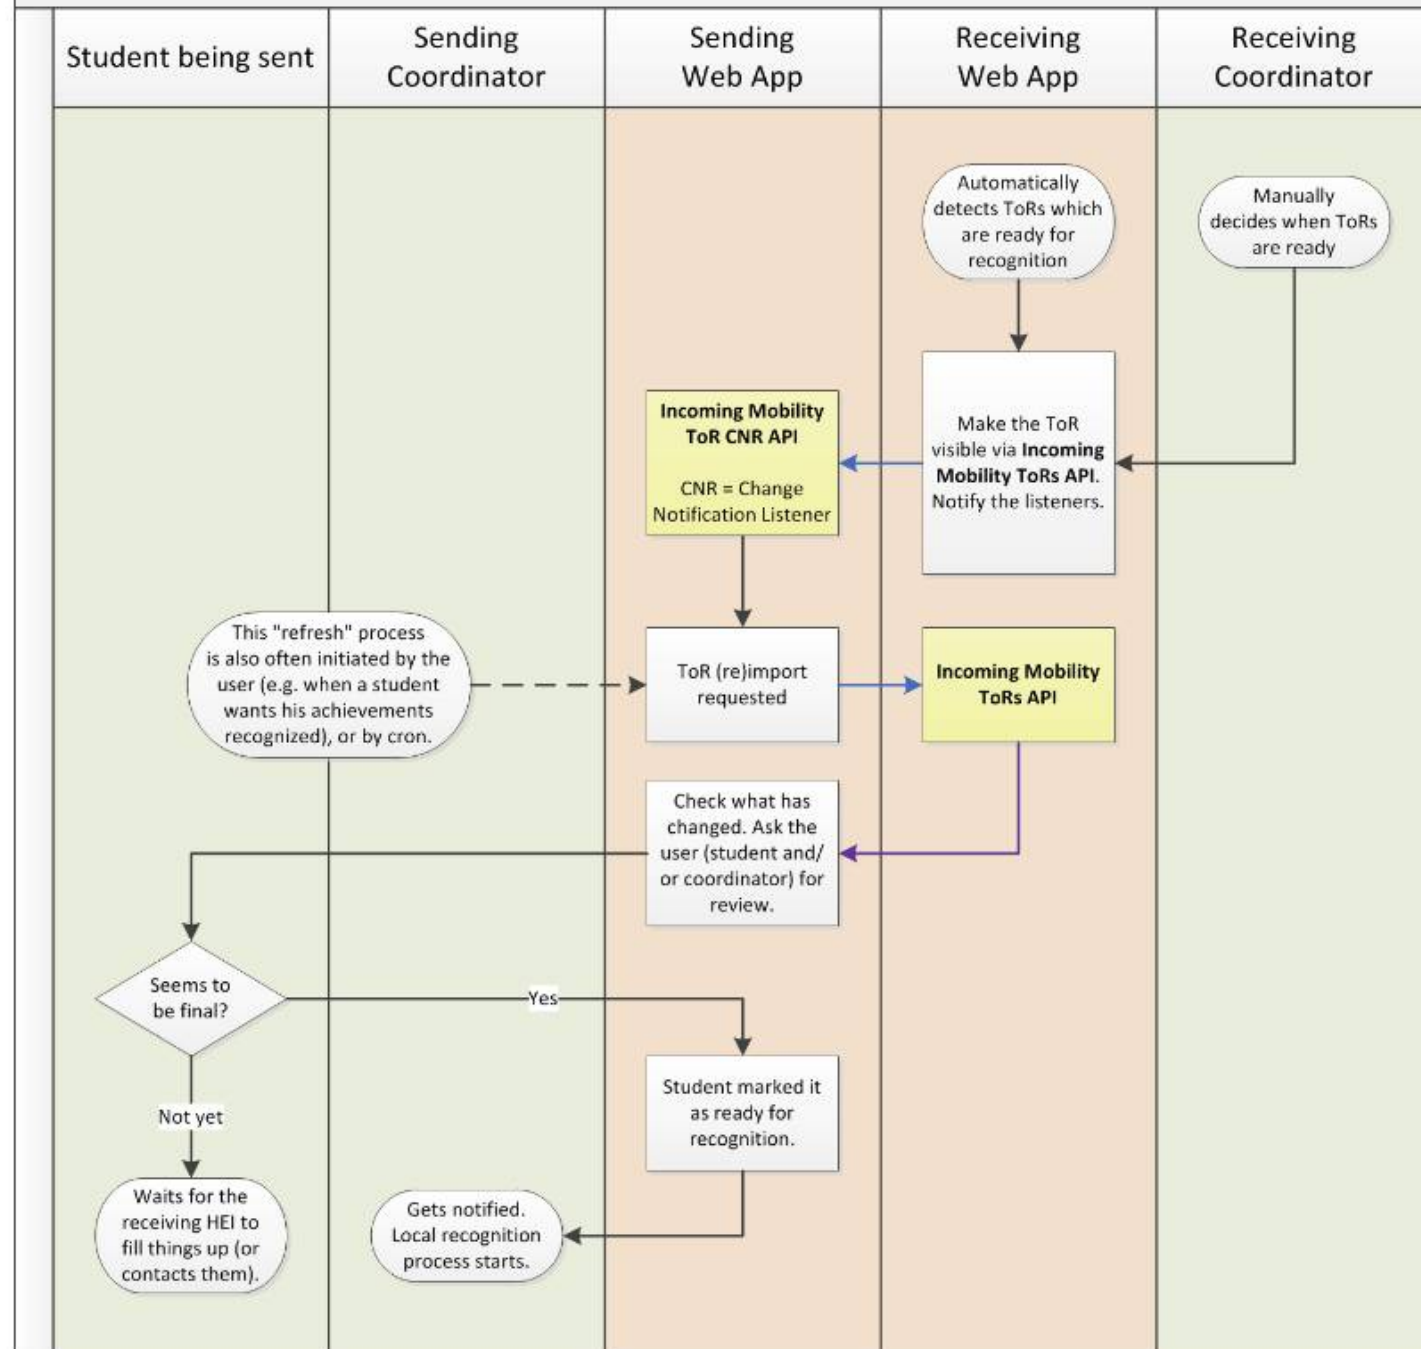 Student being sent
Sending
Coordinator
Sending
Web App
Receiving
Web App
Receiving
Coordinator
Automatically
detects ToRs which
are ready for
recognition
Manually
decides when ToRs
are ready
Make the ToR
visible via Incoming
Mobility ToRs API.
Notify the listeners.
Incoming Mobility
ToR CNR API
CNR = Change
Notification Listener
This "refresh" process
is also often initiated by the
user (e.g. when a student
wants his achievements
recognized), or by cron.
ToR (re)import
requested
Incoming Mobility
ToRs API
Check what has
changed. Ask the
user (student and/
or coordinator) for
review.
Seems to
be final?
Yes
Not yet
Student marked it
as ready for
recognition.
Waits for the
receiving HEI to
fill things up (or
contacts them).
Gets notified.
Local recognition
process starts.